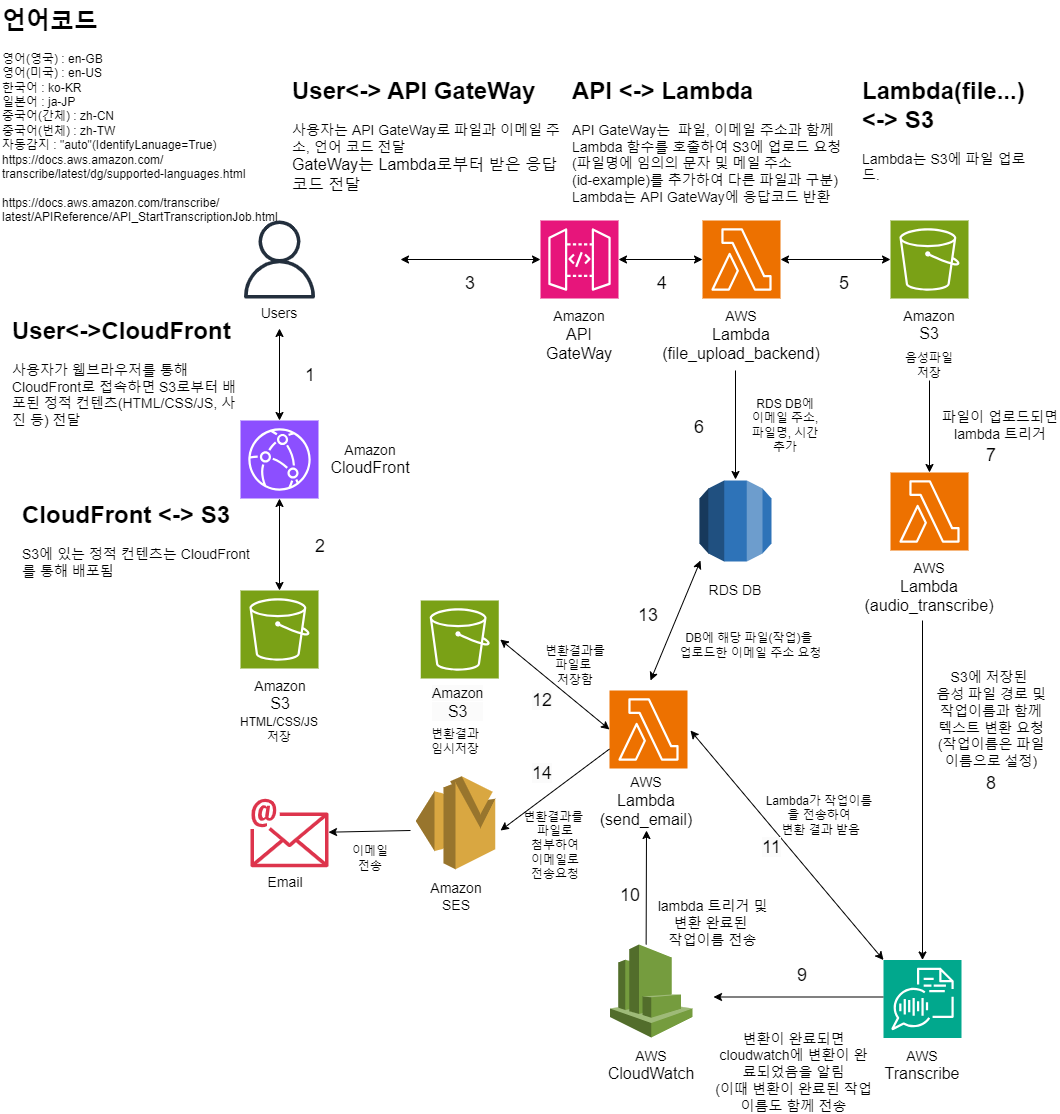 언어코드
영어(영국) : en-GB
영어(미국) : en-US
한국어 : ko-KR
일본어 : ja-JP
중국어(간체) : zh-CN
중국어(번체) : zh-TW
자동감지 : "auto"(IdentifyLanuage=True)
https://docs.aws.amazon.com/
transcribe/latest/dg/supported-languages.html
https://docs.aws.amazon.com/transcribe/
latest/APIReference/API_StartTranscriptionJob.html
User<-> API GateWay
사용자는 API GateWay로 파일과 이메일 주
소, 언어 코드 전달
GateWay는 Lambda로부터 받은 응답
코드 전달
API <-> Lambda
API GateWay는  파일, 이메일 주소과 함께
Lambda 함수를 호출하여 S3에 업로드 요청
(파일명에 임의의 문자 및 메일 주소
(id-example)를 추가하여 다른 파일과 구분)
Lambda는 API GateWay에 응답코드 반환
Lambda(file...)
<-> S3
Lambda는 S3에 파일 업로
드.
Users
3
Amazon
API
GateWay
4
AWS
Lambda
(file_upload_backend)
5
Amazon
S3
음성파일
저장
User<->CloudFront
사용자가 웹브라우저를 통해
CloudFront로 접속하면 S3로부터 배
포된 정적 컨텐츠(HTML/CSS/JS, 사
진 등) 전달
1
Amazon
CloudFront
CloudFront <-> S3
S3에 있는 정적 컨텐츠는 CloudFront
를 통해 배포됨
2
Amazon
S3
HTML/CSS/JS
저장
6
RDS DB에
이메일 주소,
파일명, 시간
추가
RDS DB
파일이 업로드되면
lambda 트리거
7
AWS
Lambda
(audio_transcribe)
S3에 저장된
음성 파일 경로 및
작업이름과 함께
텍스트 변환 요청
(작업이름은 파일
이름으로 설정)
8
13
DB에 해당 파일(작업)을
업로드한 이메일 주소 요청
Amazon
S3
변환결과
임시저장
변환결과를
파일로
저장함
12
AWS
Lambda
(send_email)
14
변환결과를
파일로
첨부하여
이메일로
전송요청
Amazon
SES
이메일
전송
Email
Lambda가 작업이름
을 전송하여
변환 결과 받음
11
10
lambda 트리거 및
변환 완료된
작업이름 전송
AWS
CloudWatch
9
변환이 완료되면
cloudwatch에 변환이 완
료되었음을 알림
(이때 변환이 완료된 작업
이름도 함께 전송
AWS
Transcribe